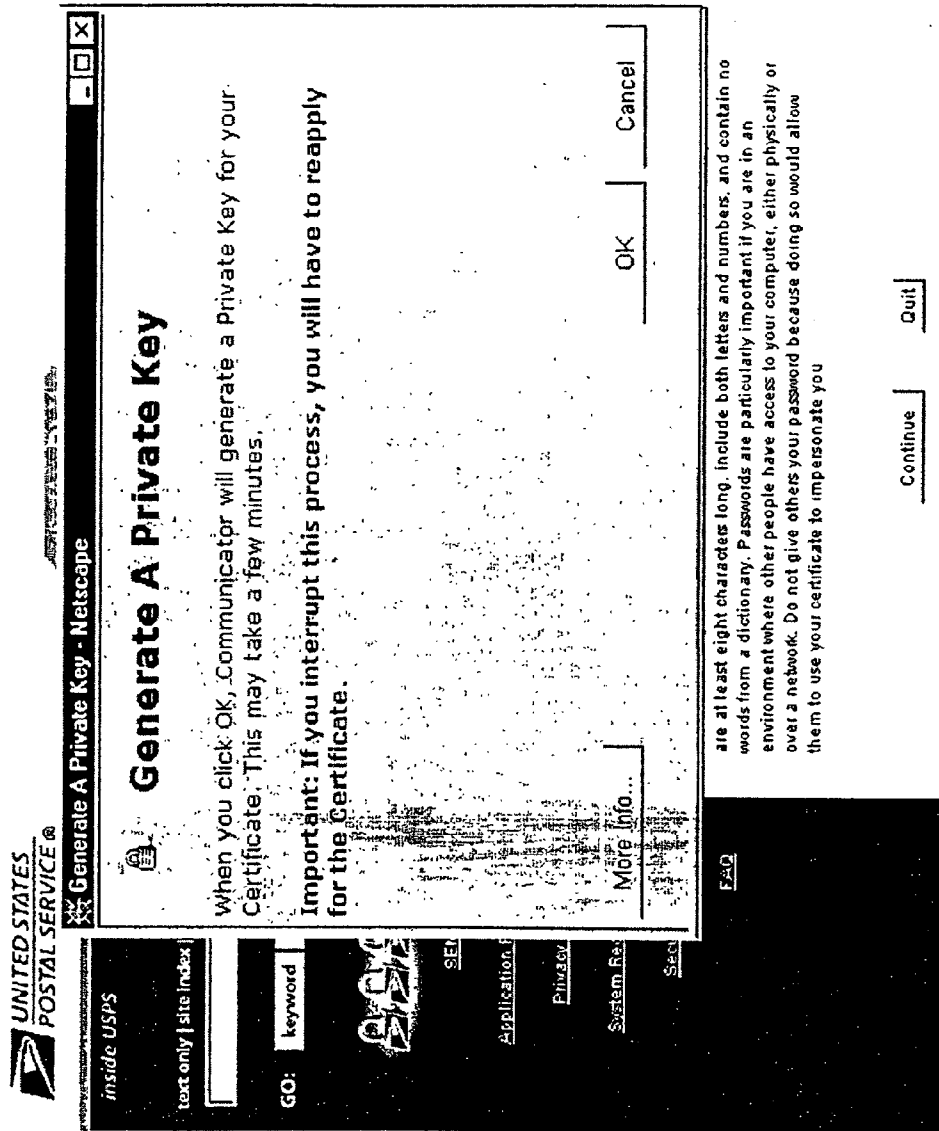 UNITED STATES
POSTAL SERVICE ®
inside USPS
text only | site index |
GO: keyword
Application
Privacy
System Re
Secu
FAQ
Generate A Private Key - Netscape
Generate A Private Key
When you click OK, Communicator will generate a Private Key for your
Certificate. This may take a few minutes.
Important: If you interrupt this process, you will have to reapply
for the Certificate.
More Info...
OK
Cancel
are at least eight characters long, include both letters and numbers, and contain no
words from a dictionary. Passwords are particularly important if you are in an
environment where other people have access to your computer, either physically or
over a network. Do not give others your password because doing so would allow
them to use your certificate to impersonate you
Continue
Quit